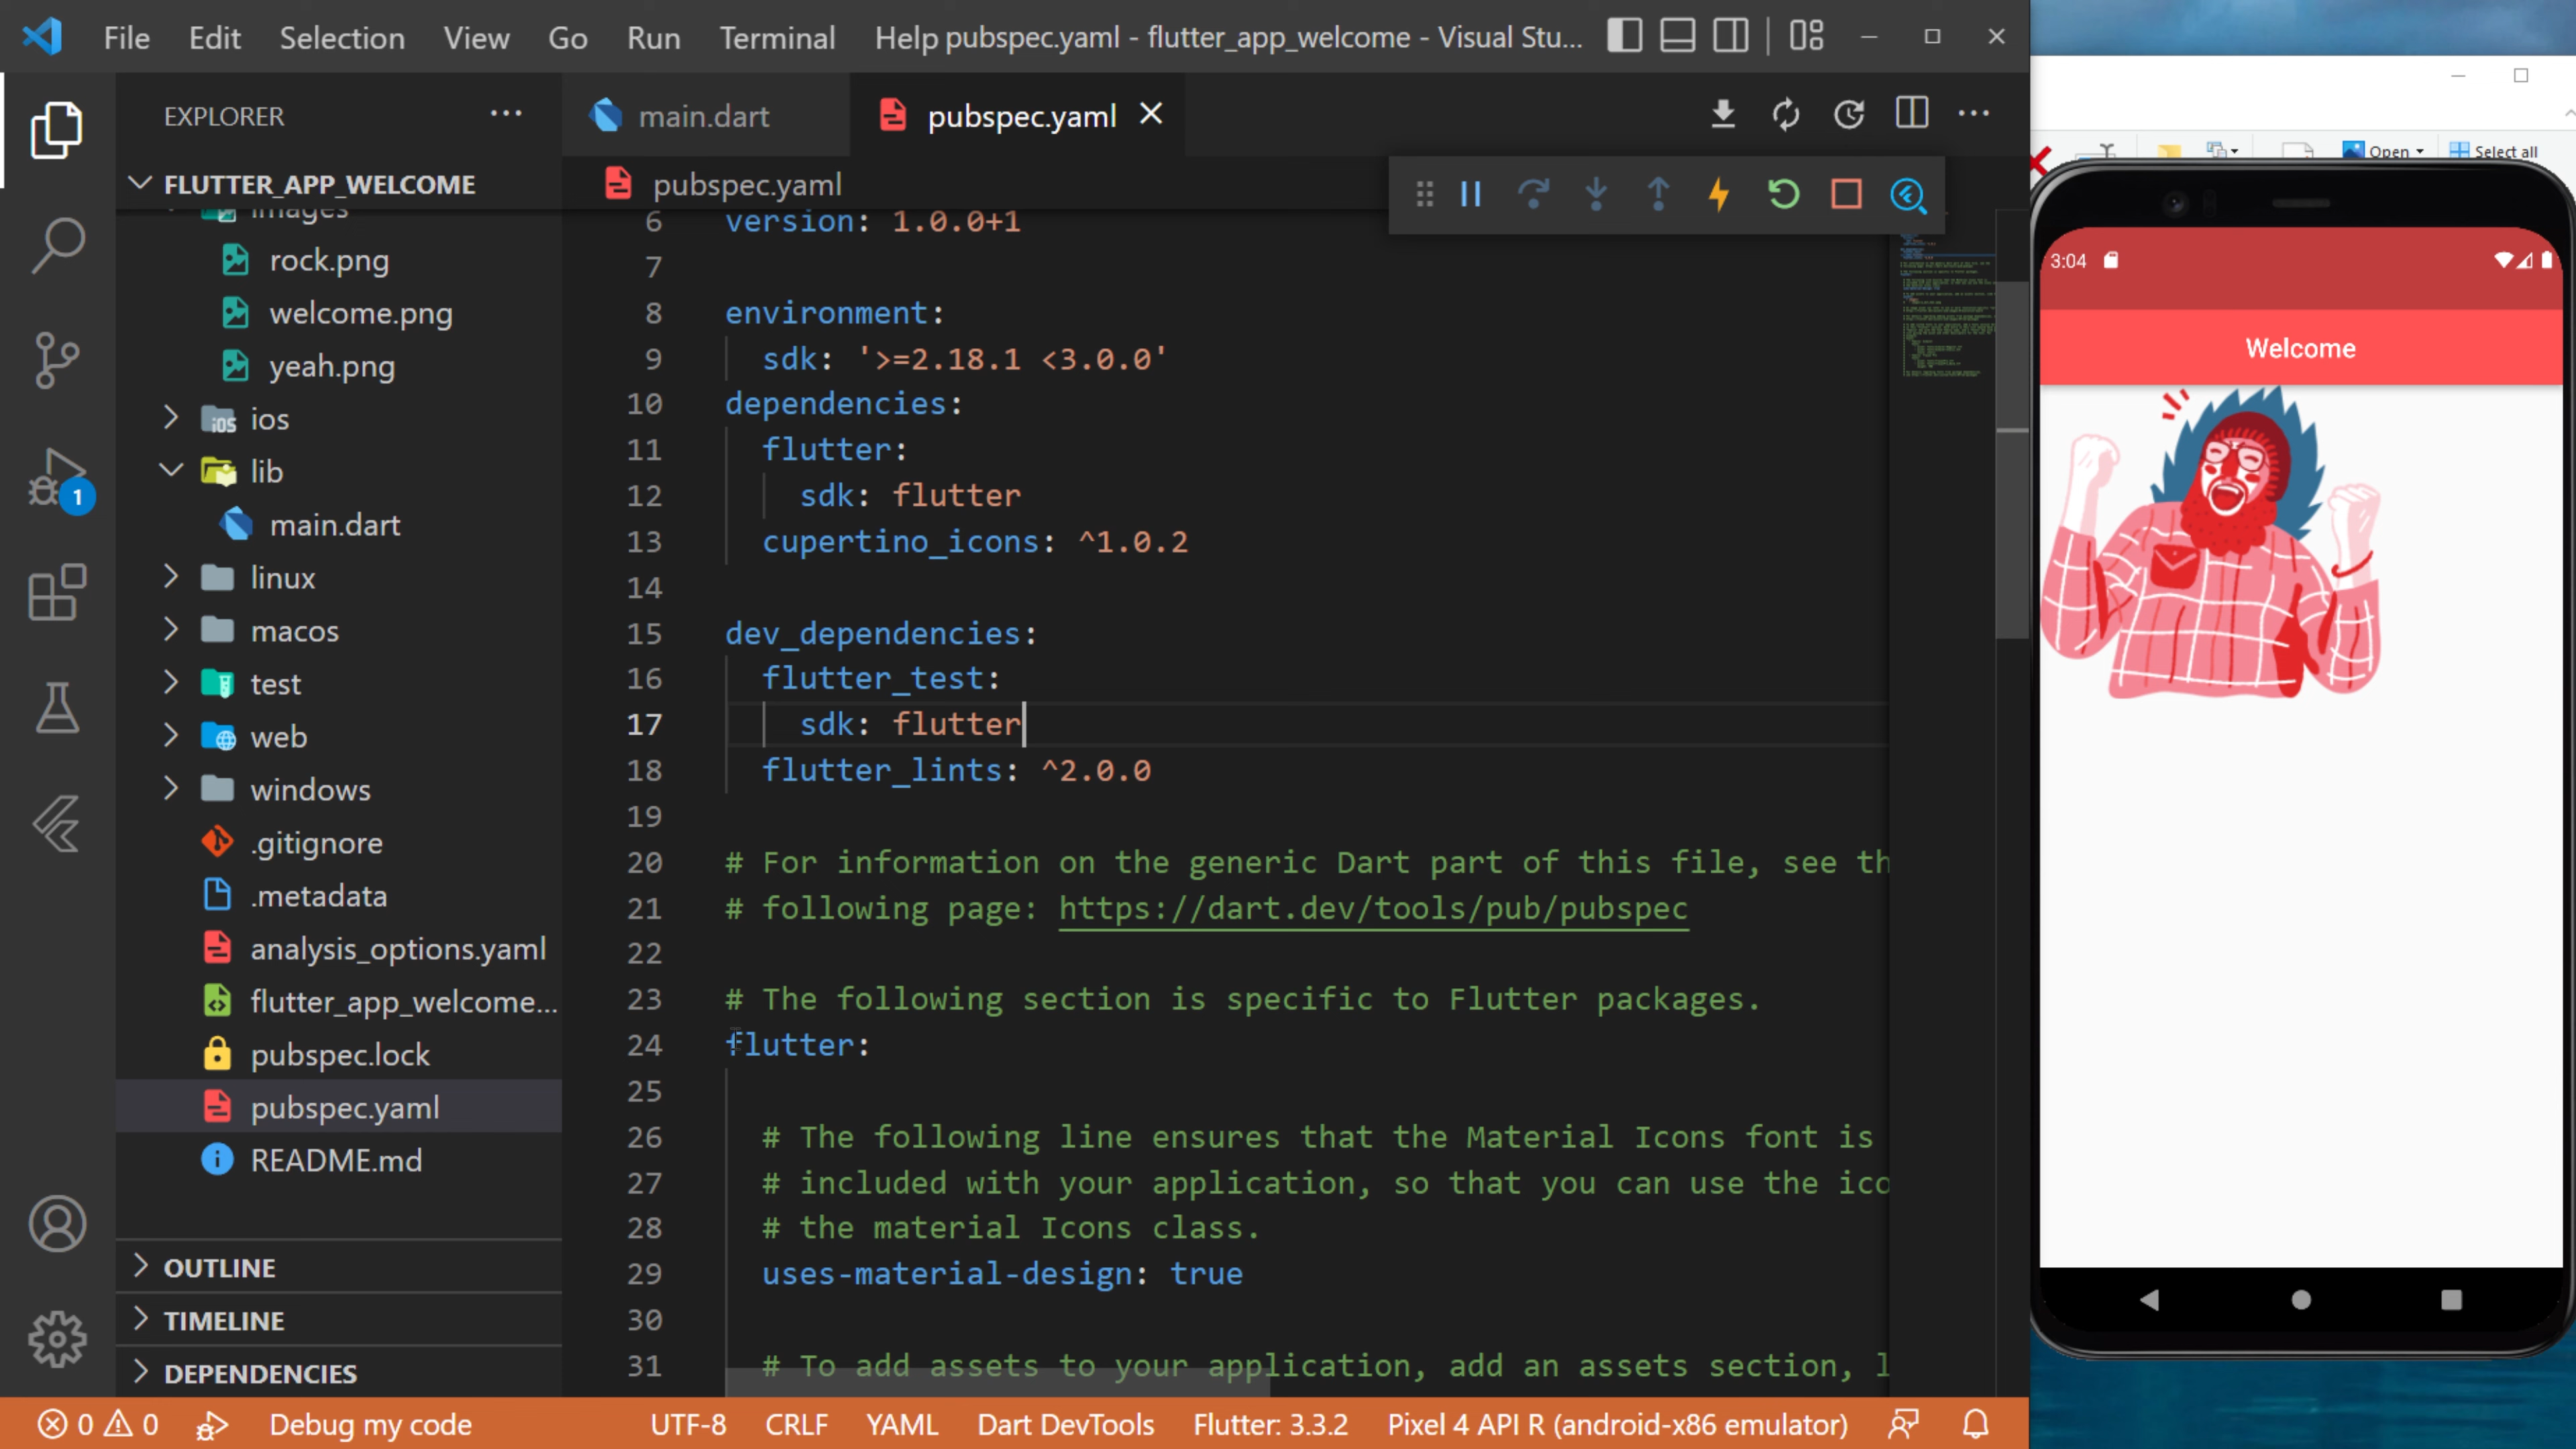 File Edit Selection View Go Run Terminal Help pubspec.yaml - flutter_app_welcome - Visual Stu...
EXPLORER
main.dart
pubspec.yaml
FLUTTER_APP_WELCOME
images
rock.png
welcome.png
yeah.png
ios
lib
main.dart
linux
macos
test
web
windows
.gitignore
.metadata
analysis_options.yaml
flutter_app_welcome...
pubspec.lock
pubspec.yaml
README.md
OUTLINE
TIMELINE
DEPENDENCIES
1
pubspec.yaml
6 version: 1.0.0+1
7
8 environment:
9 sdk: '>=2.18.1 <3.0.0'
10 dependencies:
11 flutter:
12 sdk: flutter
13 cupertino_icons: ^1.0.2
14
15 dev_dependencies:
16 flutter_test:
17 sdk: flutter
18 flutter_lints: ^2.0.0
19
20 # For information on the generic Dart part of this file, see th
21 # following page: https://dart.dev/tools/pub/pubspec
22
23 # The following section is specific to Flutter packages.
24 flutter:
25
26 # The following line ensures that the Material Icons font is
27 # included with your application, so that you can use the ico
28 # the material Icons class.
29 uses-material-design: true
30
31 # To add assets to your application, add an assets section, l
Open
Select all
3:04
Welcome
0 0 Debug my code UTF-8 CRLF YAML Dart DevTools Flutter: 3.3.2 Pixel 4 API R (android-x86 emulator)